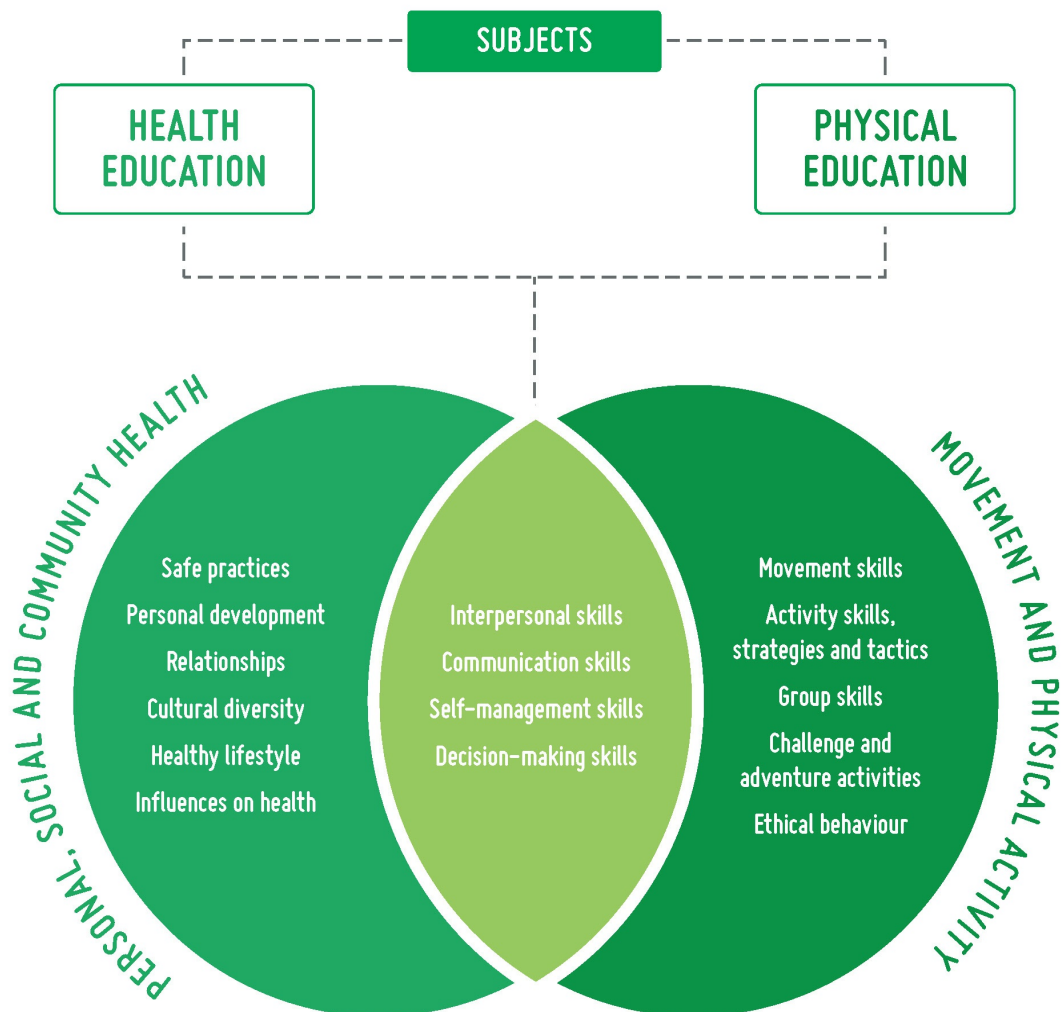 SUBJECTS
HEALTH
EDUCATION
PHYSICAL
EDUCATION
PERSONAL, SOCIAL AND COMMUNITY HEALTH
Safe practices
Personal development
Relationships
Cultural diversity
Healthy lifestyle
Influences on health
Interpersonal skills
Communication skills
Self-management skills
Decision-making skills
Movement skills
Activity skills,
strategies and tactics
Group skills
Challenge and
adventure activities
Ethical behaviour
MOVEMENT AND PHYSICAL ACTIVITY